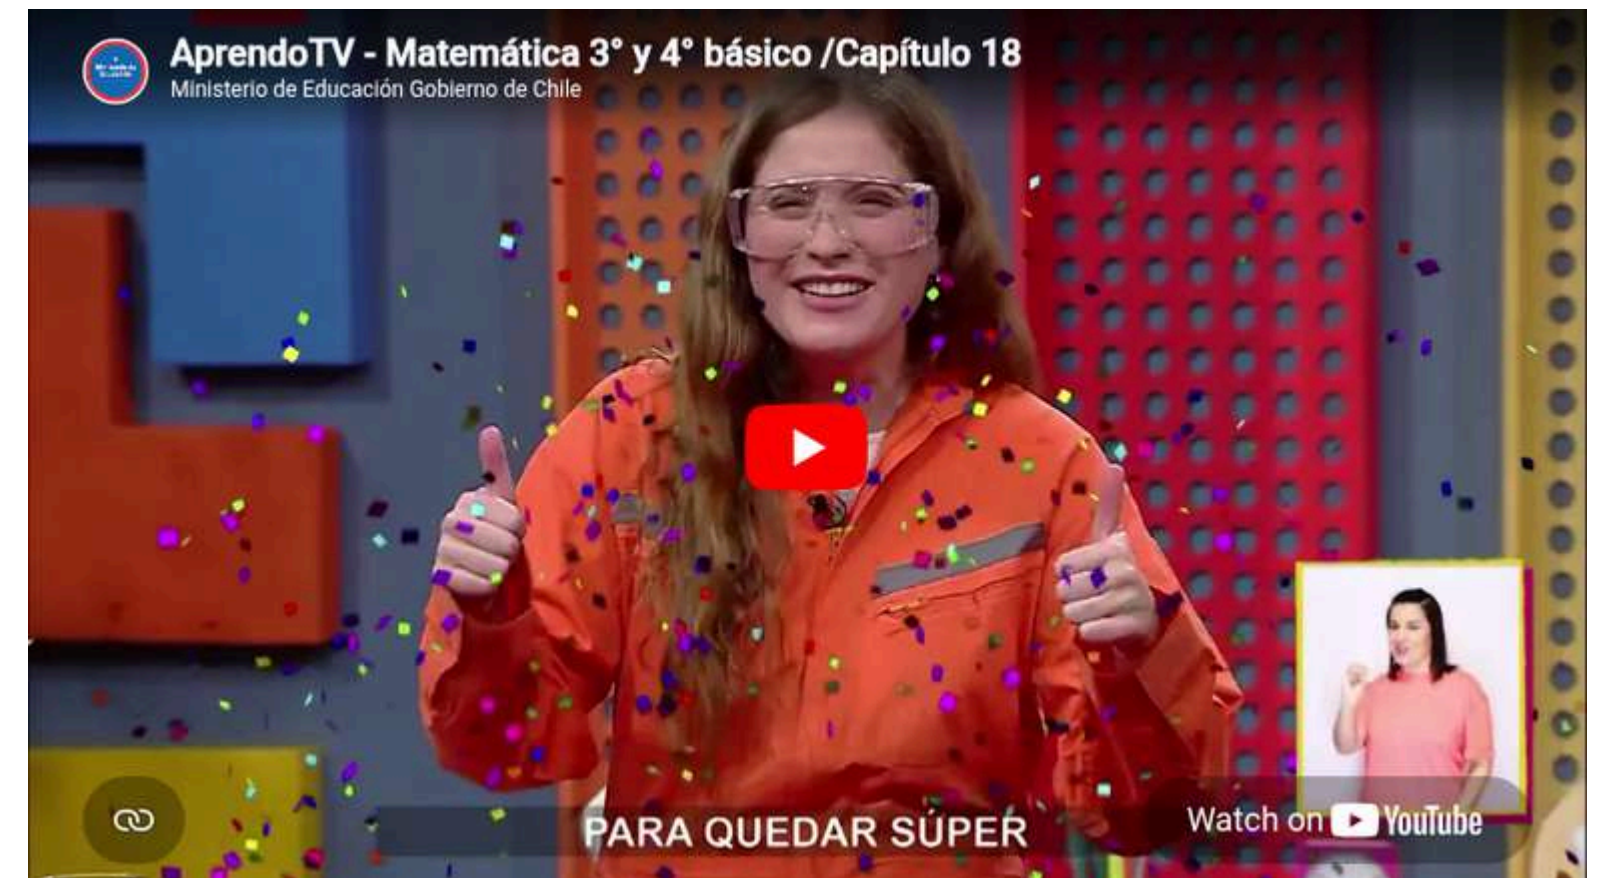 AprendoTV - Matemática 3° y 4° básico /Capítulo 18
Ministerio de Educación Gobierno de Chile
PARA QUEDAR SÚPER
Watch on YouTube